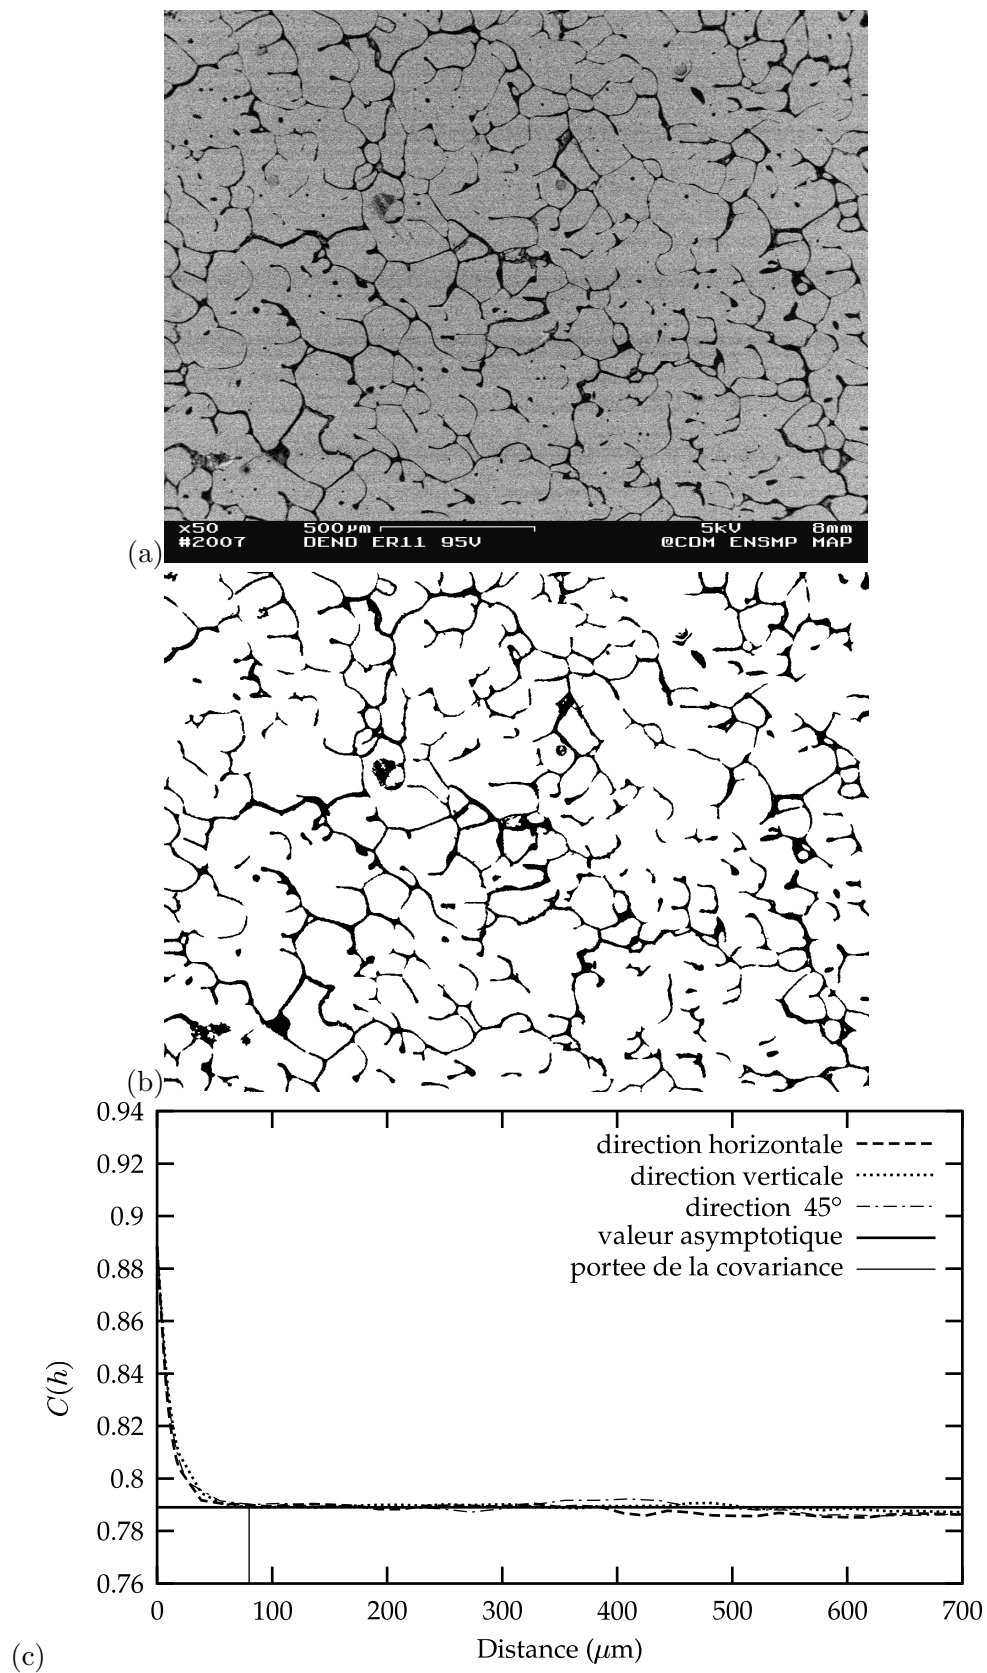 x50 500µm 5kV 8mm
#2007 DEND ER11 95V @CDM ENSMP MAP
(a)
(b)
0.94
0.92
0.9
0.88
0.86
0.84
0.82
0.8
0.78
0.76
C(h)
direction horizontale
direction verticale
direction 45°
valeur asymptotique
portee de la covariance
0 100 200 300 400 500 600 700
Distance (µm)
(c)